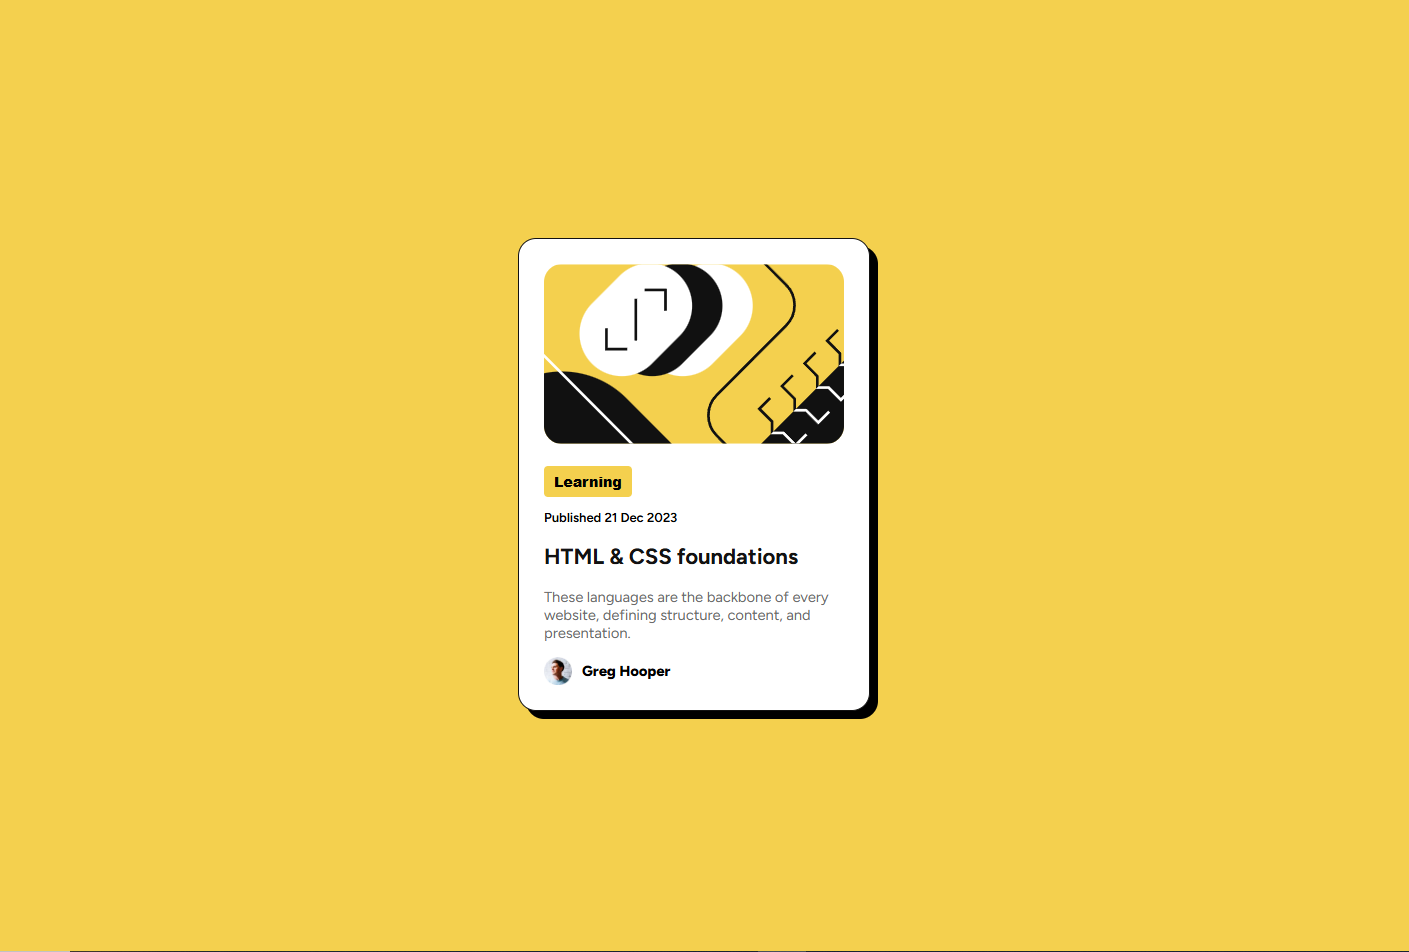 Learning
Published 21 Dec 2023
HTML & CSS foundations
These languages are the backbone of every
website, defining structure, content, and
presentation.
Greg Hooper